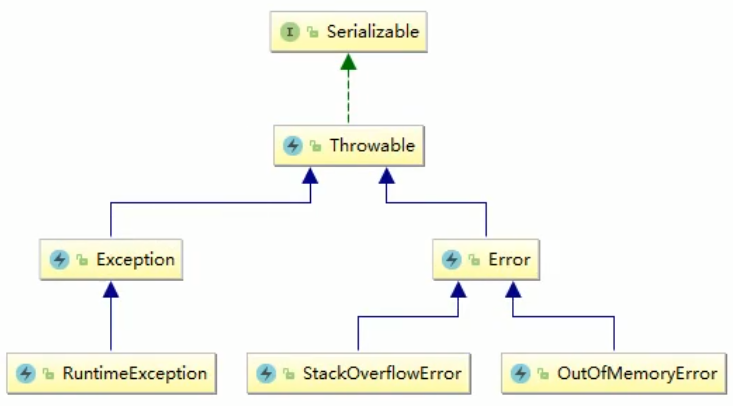 Serializable
Throwable
Exception
Error
RuntimeException
StackOverflowError
OutOfMemoryError